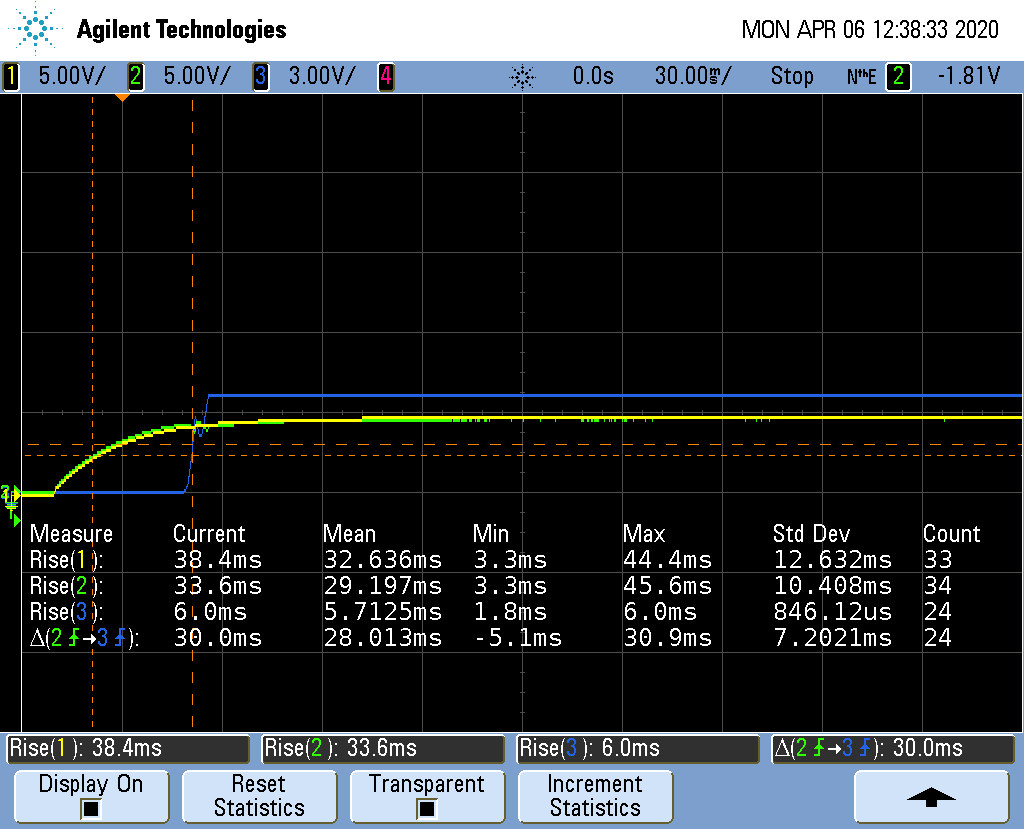 Agilent Technologies MON APR 06 12:38:33 2020
1 5.00V/ 2 5.00V/ 3 3.00V/ 4 0.0s 30.00ms/ Stop NthE 2 -1.81V
Measure Current Mean Min Max Std Dev Count
Rise(1): 38.4ms 32.636ms 3.3ms 44.4ms 12.632ms 33
Rise(2): 33.6ms 29.197ms 3.3ms 45.6ms 10.408ms 34
Rise(3): 6.0ms 5.7125ms 1.8ms 6.0ms 846.12us 24
Δ(2→3): 30.0ms 28.013ms -5.1ms 30.9ms 7.2021ms 24
Rise(1): 38.4ms Rise(2): 33.6ms Rise(3): 6.0ms Δ(2→3): 30.0ms
Display On Reset Statistics Transparent Increment Statistics